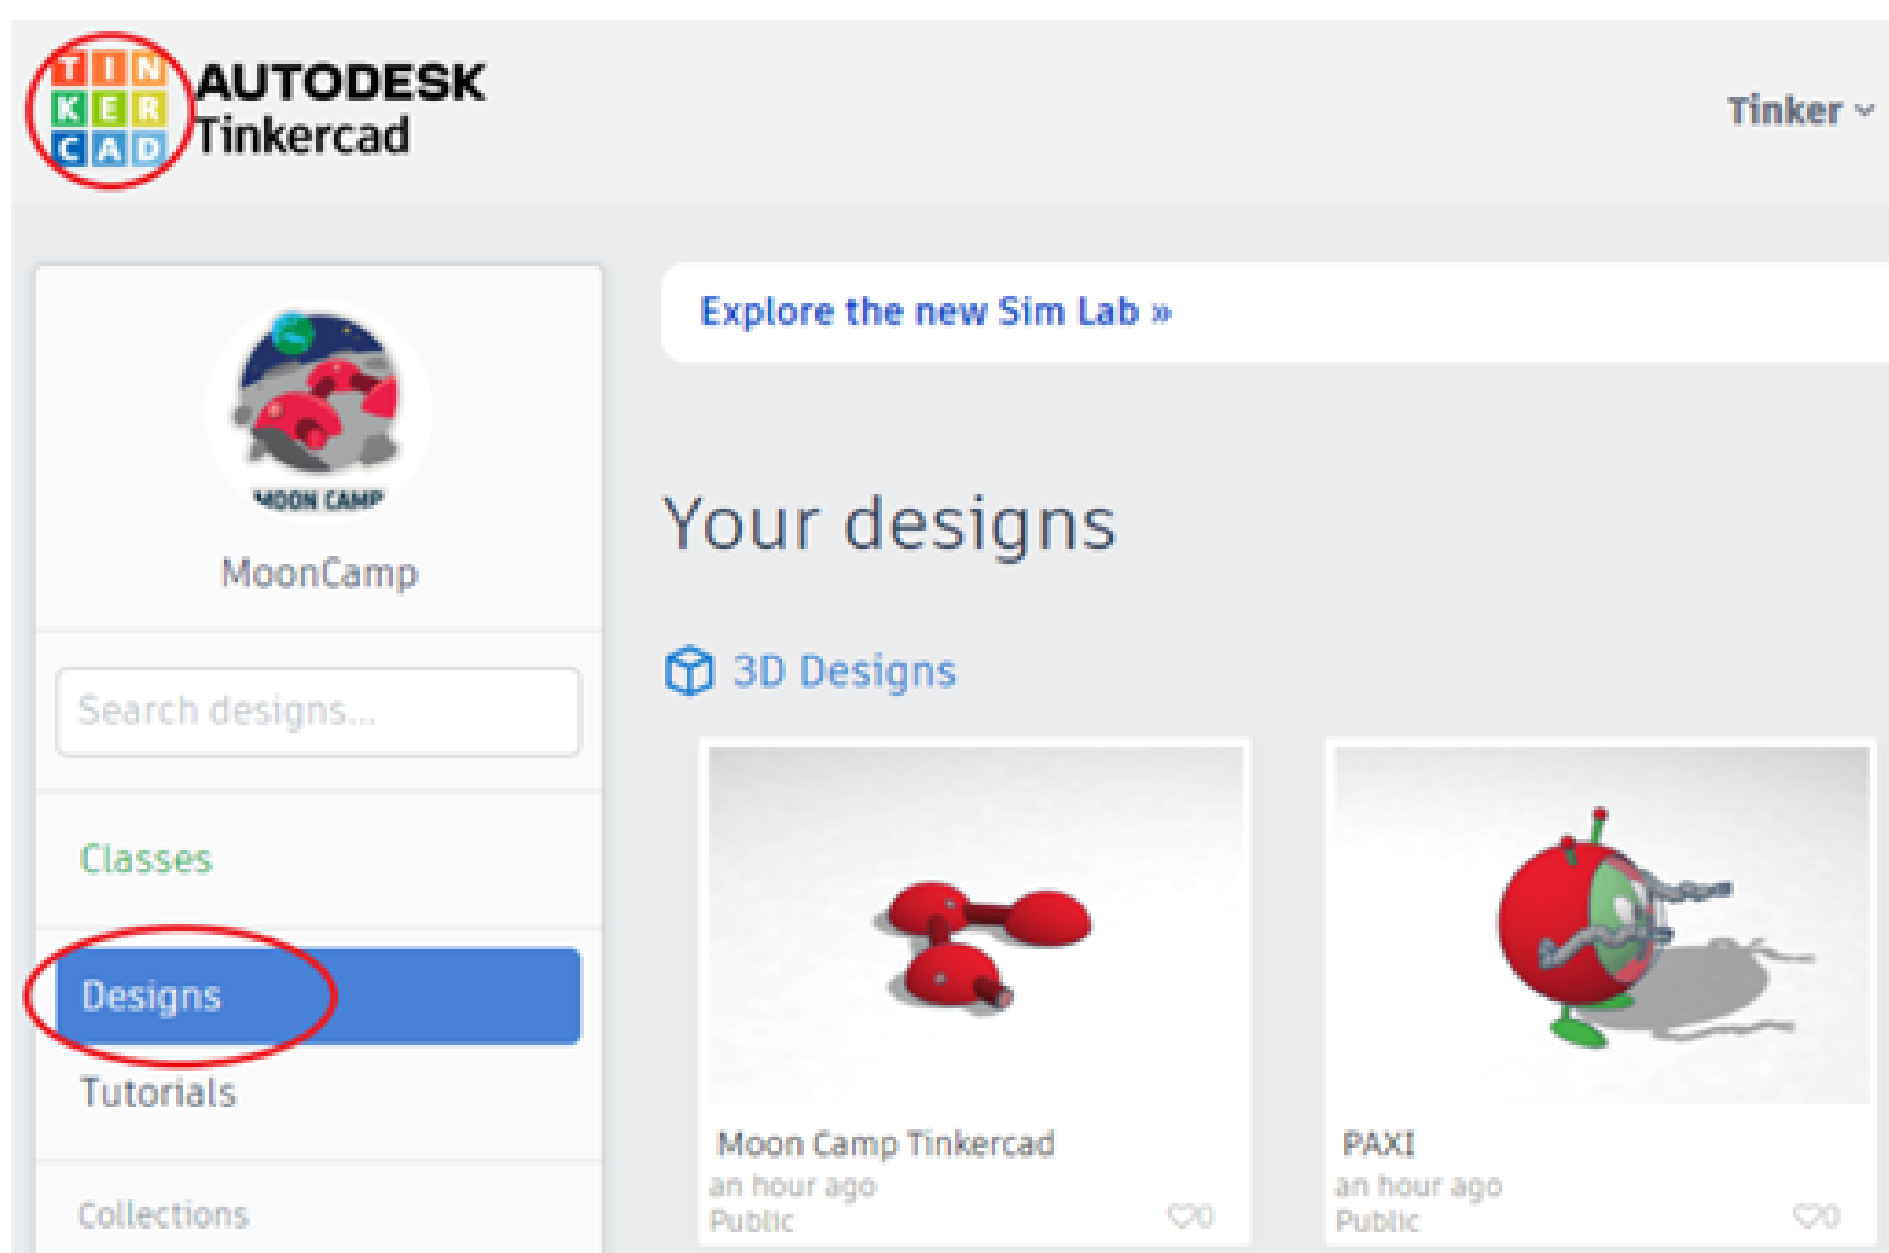 TIN
KER
CAD
AUTODESK
Tinkercad
Tinker
MOON CAMP
MoonCamp
Search designs...
Classes
Designs
Tutorials
Collections
Explore the new Sim Lab »
Your designs
3D Designs
Moon Camp Tinkercad
an hour ago
Public
0
PAXI
an hour ago
Public
0